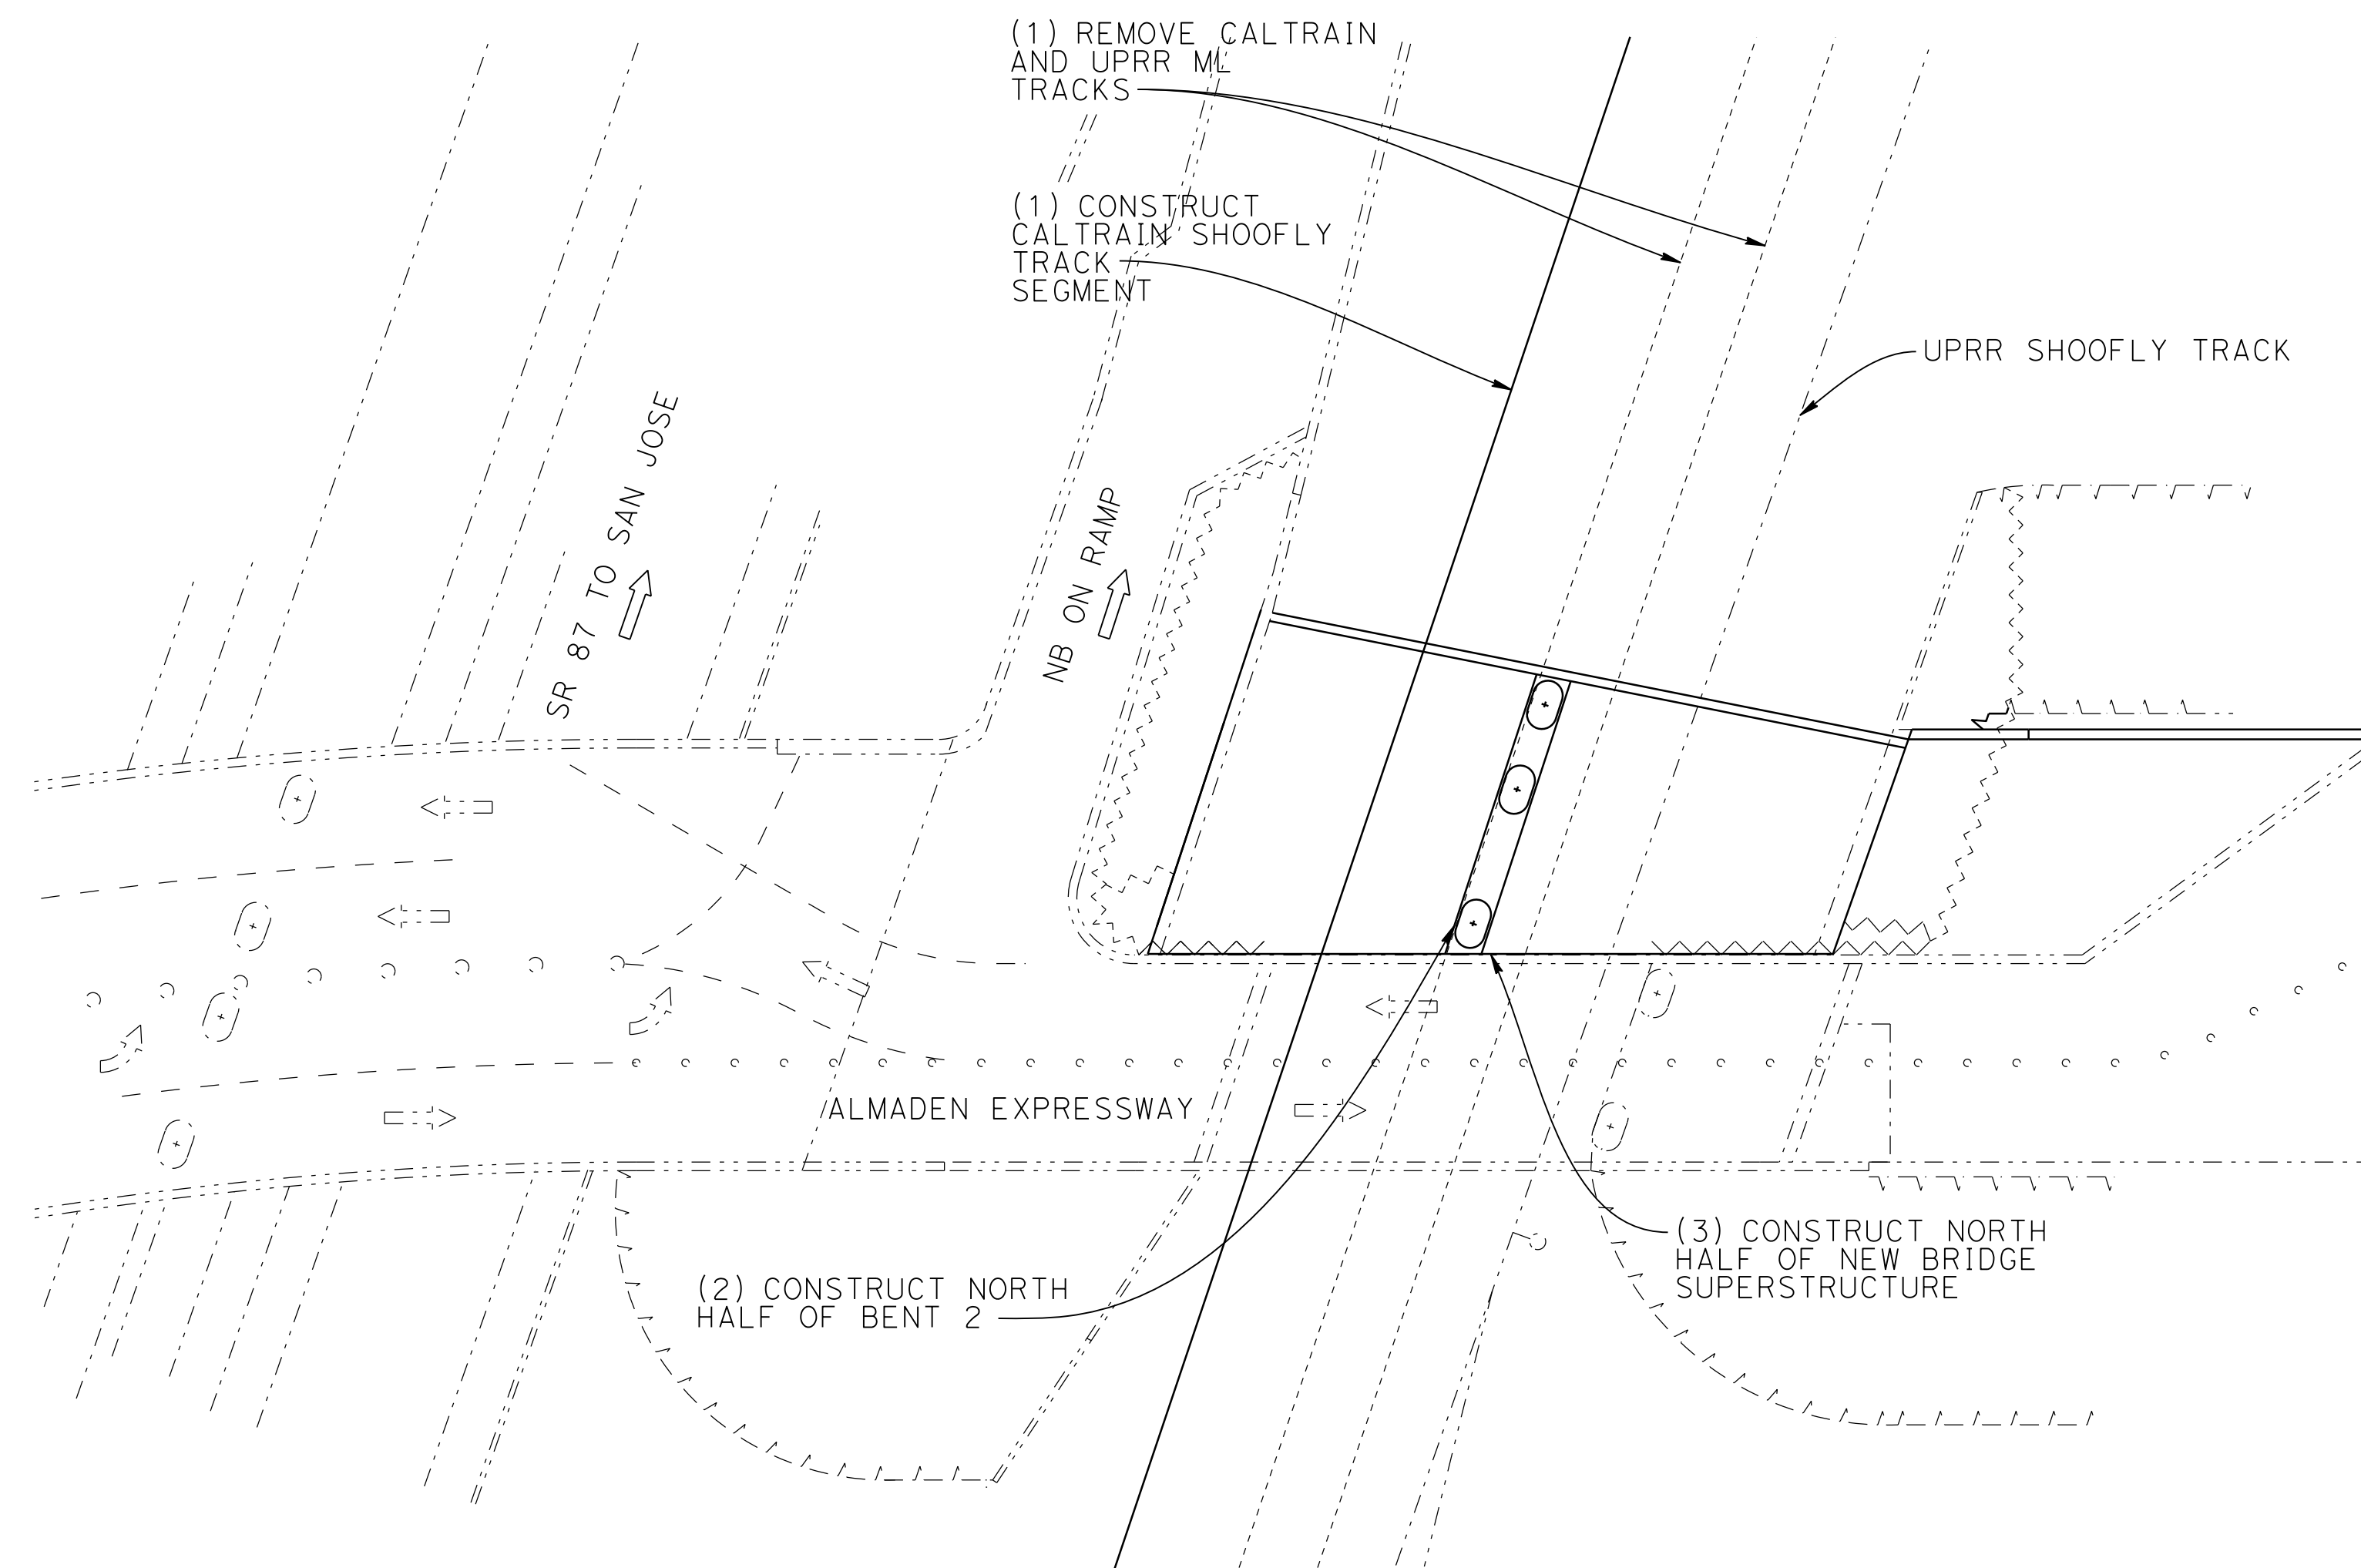 (1) REMOVE CALTRAIN
AND UPRR ML
TRACKS
(1) CONSTRUCT
CALTRAIN SHOOFLY
TRACK
SEGMENT
UPRR SHOOFLY TRACK
SR 87 TO SAN JOSE
NB ON RAMP
ALMADEN EXPRESSWAY
(2) CONSTRUCT NORTH
HALF OF BENT 2
(3) CONSTRUCT NORTH
HALF OF NEW BRIDGE
SUPERSTRUCTURE